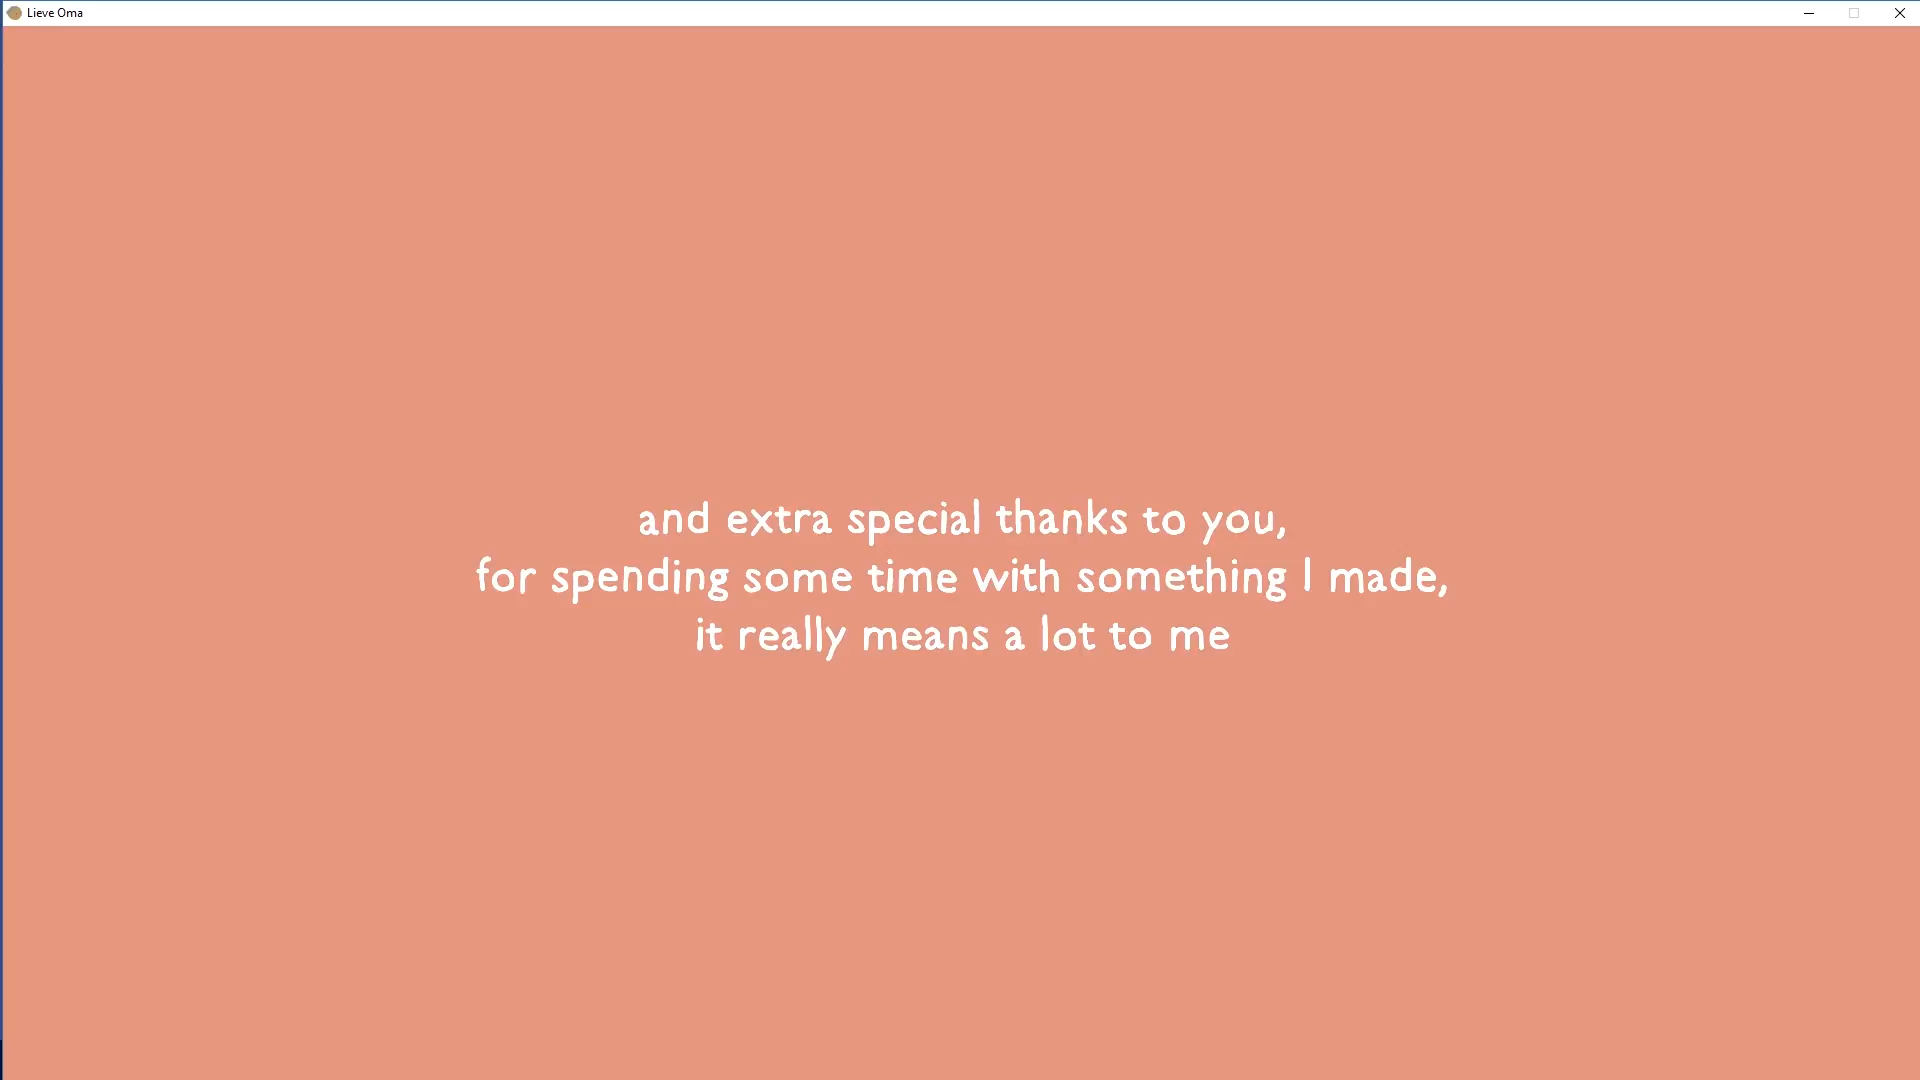 Lieve Oma
and extra special thanks to you,
for spending some time with something I made,
it really means a lot to me